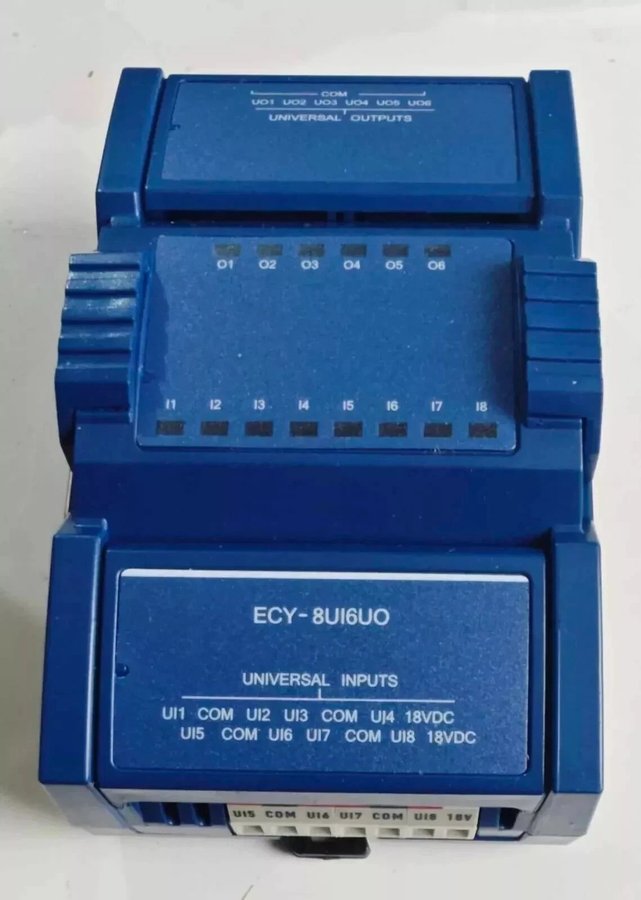 COM
UO1 UO2 UO3 UO4 UO5 UO6
UNIVERSAL OUTPUTS
O1 O2 O3 O4 O5 O6
I1 I2 I3 I4 I5 I6 I7 I8
ECY-8UI6UO
UNIVERSAL INPUTS
UI1 COM UI2 UI3 COM UI4 18VDC
UI5 COM UI6 UI7 COM UI8 18VDC
UI5 COM UI6 UI7 COM UI8 18V